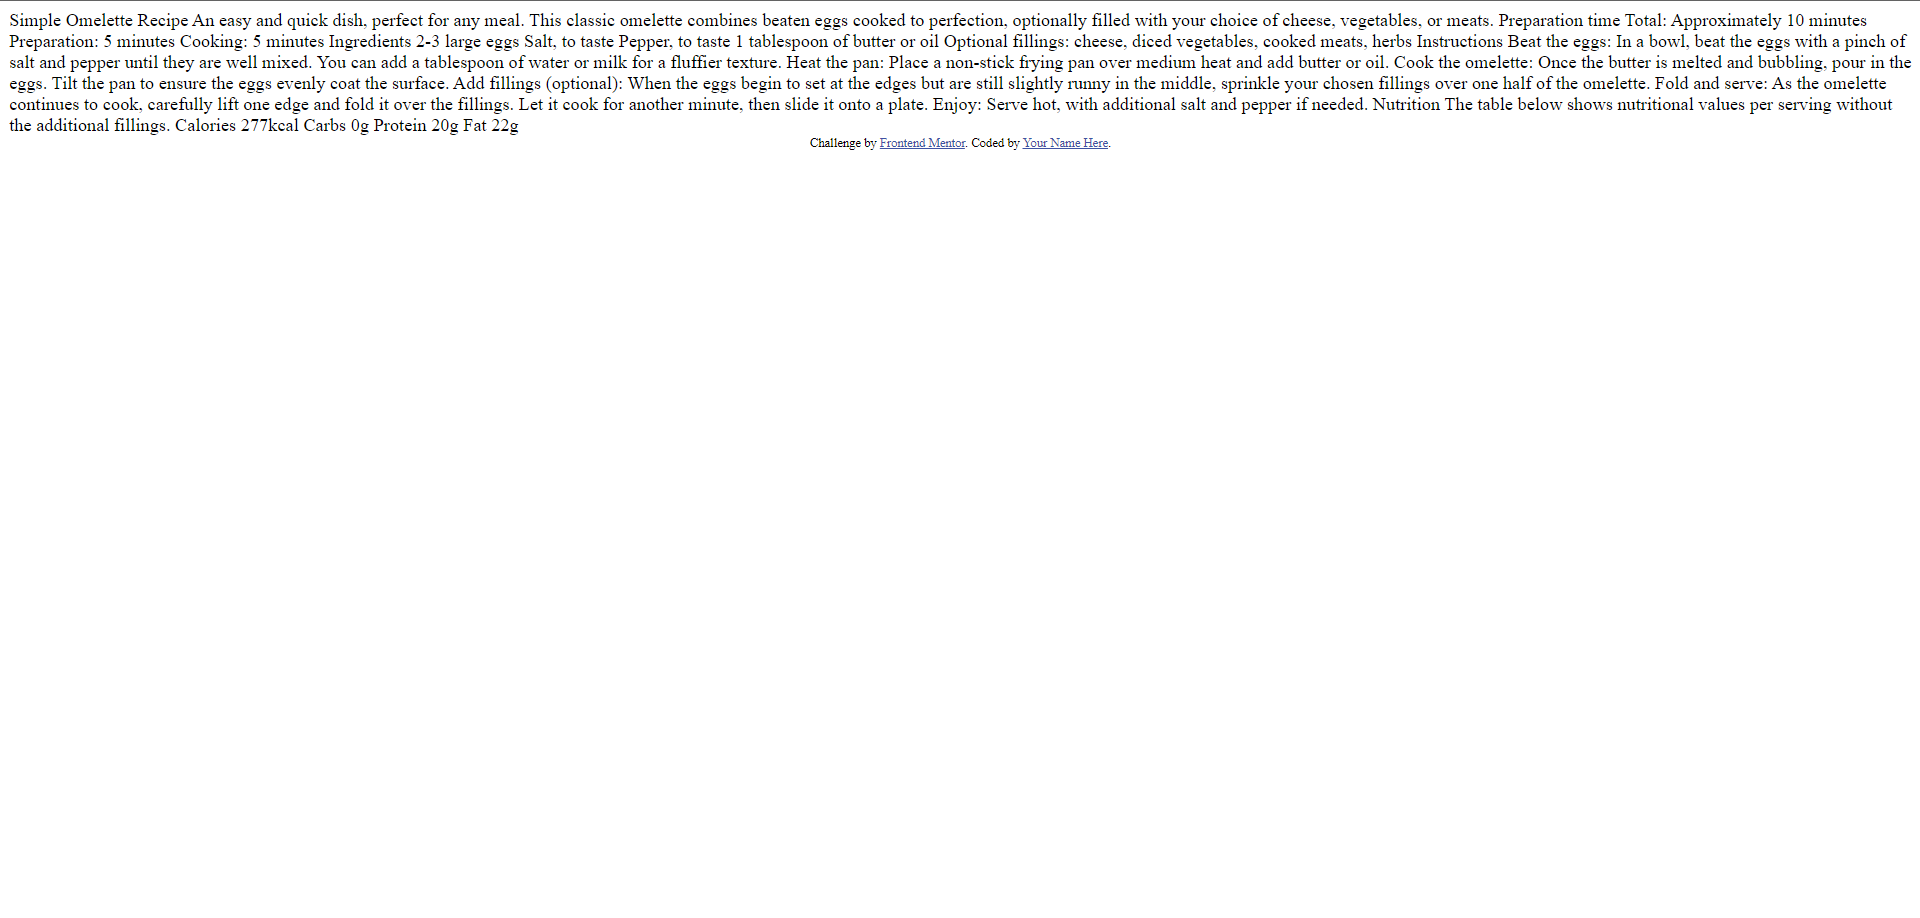 Simple Omelette Recipe An easy and quick dish, perfect for any meal. This classic omelette combines beaten eggs cooked to perfection, optionally filled with your choice of cheese, vegetables, or meats. Preparation time Total: Approximately 10 minutes
Preparation: 5 minutes Cooking: 5 minutes Ingredients 2-3 large eggs Salt, to taste Pepper, to taste 1 tablespoon of butter or oil Optional fillings: cheese, diced vegetables, cooked meats, herbs Instructions Beat the eggs: In a bowl, beat the eggs with a pinch of
salt and pepper until they are well mixed. You can add a tablespoon of water or milk for a fluffier texture. Heat the pan: Place a non-stick frying pan over medium heat and add butter or oil. Cook the omelette: Once the butter is melted and bubbling, pour in the
eggs. Tilt the pan to ensure the eggs evenly coat the surface. Add fillings (optional): When the eggs begin to set at the edges but are still slightly runny in the middle, sprinkle your chosen fillings over one half of the omelette. Fold and serve: As the omelette
continues to cook, carefully lift one edge and fold it over the fillings. Let it cook for another minute, then slide it onto a plate. Enjoy: Serve hot, with additional salt and pepper if needed. Nutrition The table below shows nutritional values per serving without
the additional fillings. Calories 277kcal Carbs 0g Protein 20g Fat 22g
Challenge by Frontend Mentor. Coded by Your Name Here.